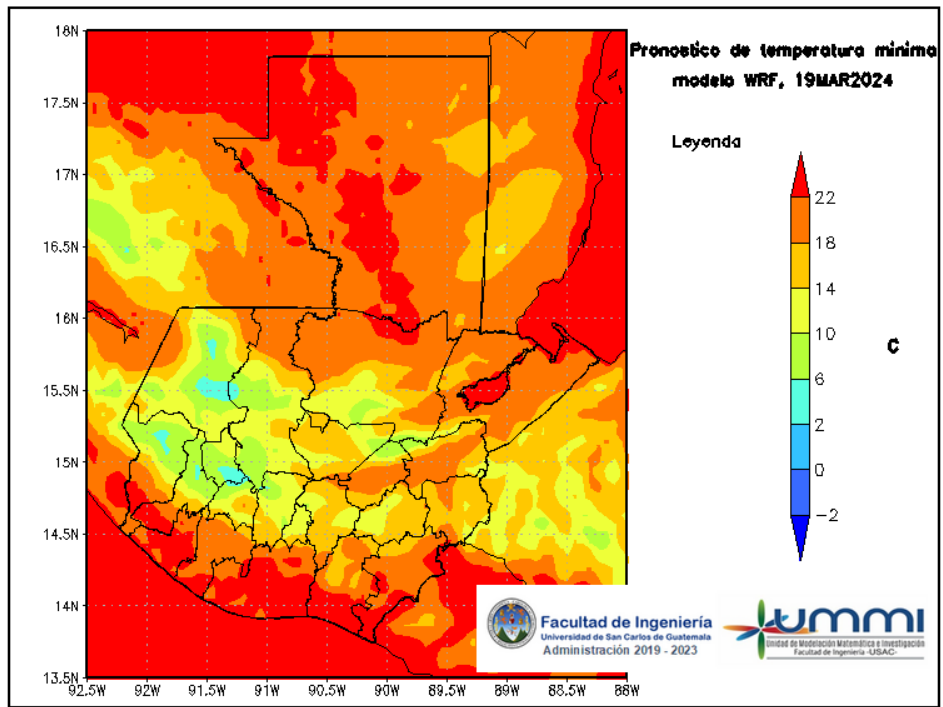 Pronostico de temperatura minima
modelo WRF, 19MAR2024
Leyenda
22
18
14
10
6
2
0
-2
C
18N
17.5N
17N
16.5N
16N
15.5N
15N
14.5N
14N
13.5N
92.5W 92W 91.5W 91W 90.5W 90W 89.5W 89W 88.5W 88W
Facultad de Ingeniería
Universidad de San Carlos de Guatemala
Administración 2019 - 2023
UMMI
Unidad de Modelación Matemática e Investigación
Facultad de Ingeniería -USAC-